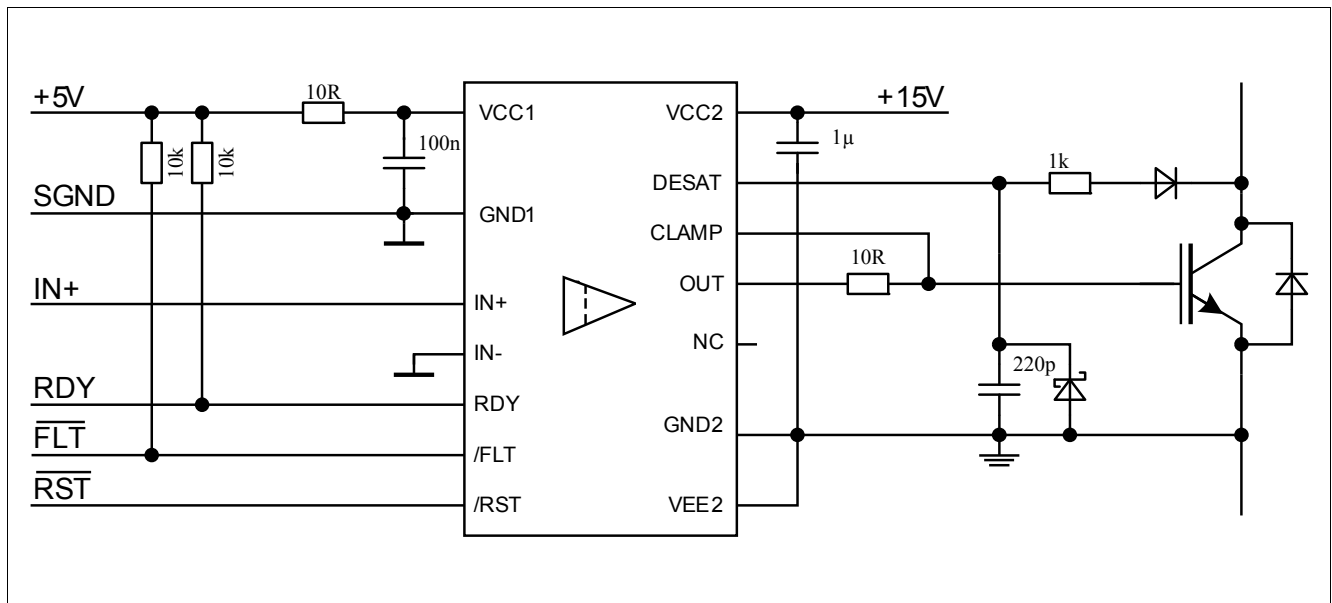 +5V
10R
VCC1
VCC2
+15V
10k
10k
100n
1µ
1k
DESAT
SGND
GND1
CLAMP
10R
OUT
IN+
IN+
NC
IN-
220p
RDY
RDY
GND2
FLT
/FLT
RST
/RST
VEE2